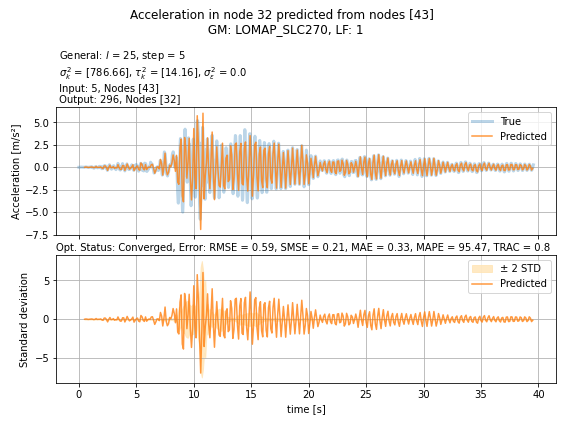 Acceleration in node 32 predicted from nodes [43]
GM: LOMAP_SLC270, LF: 1
General: l = 25, step = 5
σ²ₖ = [786.66], τ²ₖ = [14.16], σ²ε = 0.0
Input: 5, Nodes [43]
Output: 296, Nodes [32]
Acceleration [m/s²]
5.0
2.5
0.0
−2.5
−5.0
−7.5
True
Predicted
Opt. Status: Converged, Error: RMSE = 0.59, SMSE = 0.21, MAE = 0.33, MAPE = 95.47, TRAC = 0.8
Standard deviation
5
0
−5
± 2 STD
Predicted
0 5 10 15 20 25 30 35 40
time [s]